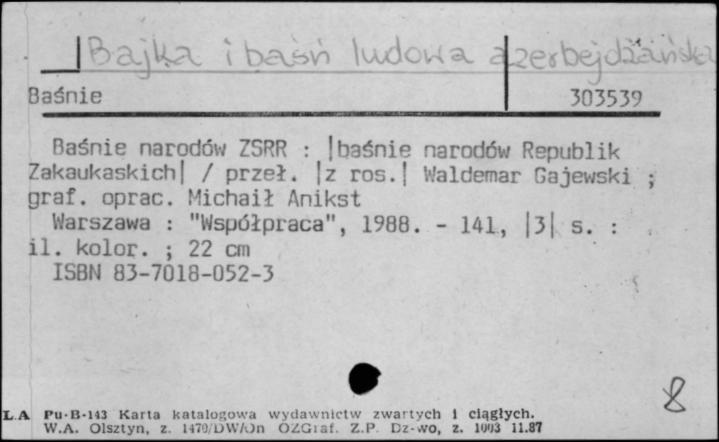 Bajka i baśń ludowa azerbejdżańska
Baśnie 303539
Baśnie narodów ZSRR : |baśnie narodów Republik
Zakaukaskich| / przeł. |z ros.| Waldemar Gajewski ;
graf. oprac. Michaił Anikst
Warszawa : "Współpraca", 1988. - 141, |3| s. :
il. kolor. ; 22 cm
ISBN 83-7018-052-3
8
LA Pu-B-143 Karta katalogowa wydawnictw zwartych i ciągłych.
W.A. Olsztyn, z. 1470/DW/Jn OZGraf. Z.P. Dz-wo, z. 1003 11.87